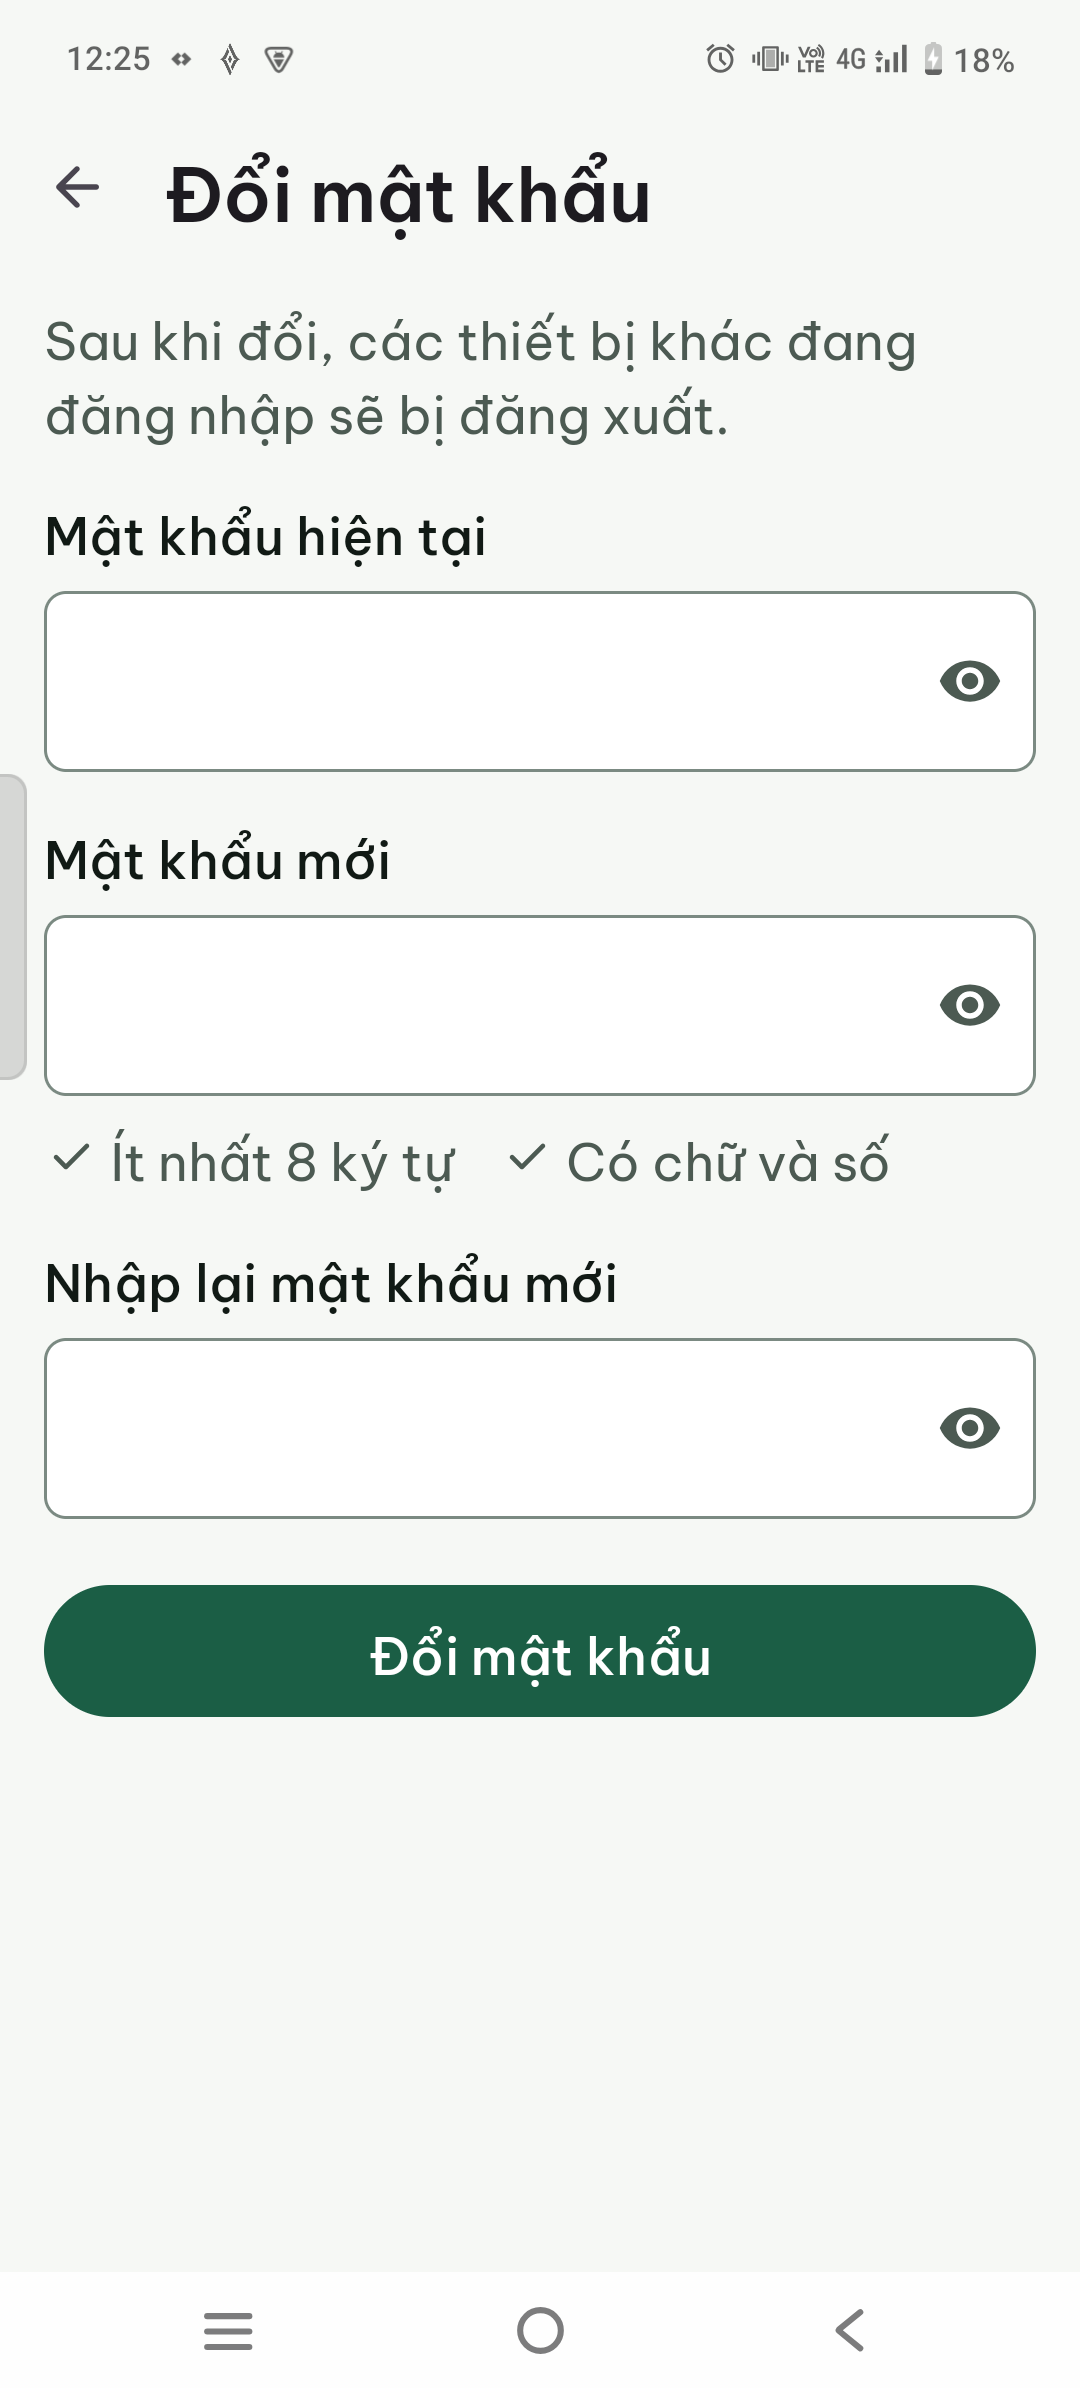 12:25 VoLTE 4G 18%
Đổi mật khẩu
Sau khi đổi, các thiết bị khác đang
đăng nhập sẽ bị đăng xuất.
Mật khẩu hiện tại
Mật khẩu mới
Ít nhất 8 ký tự Có chữ và số
Nhập lại mật khẩu mới
Đổi mật khẩu